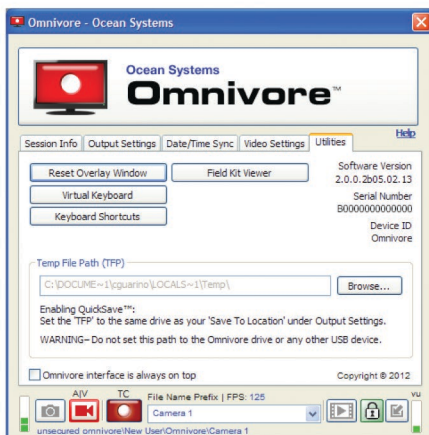 Omnivore - Ocean Systems
Ocean Systems
Omnivore™
Help
Session Info Output Settings Date/Time Sync Video Settings Utilities
Reset Overlay Window Field Kit Viewer
Virtual Keyboard
Keyboard Shortcuts
Software Version
2.0.0.2b05.02.13
Serial Number
B0000000000000
Device ID
Omnivore
Temp File Path (TFP)
C:\DOCUME~1\cguarino\LOCALS~1\Temp\ Browse...
Enabling QuickSave™:
Set the 'TFP' to the same drive as your 'Save To Location' under Output Settings.
WARNING– Do not set this path to the Omnivore drive or any other USB device.
Omnivore interface is always on top Copyright © 2012
A|V TC File Name Prefix | FPS: 125 vu
Camera 1
unsecured omnivore\New User\Omnivore\Camera 1